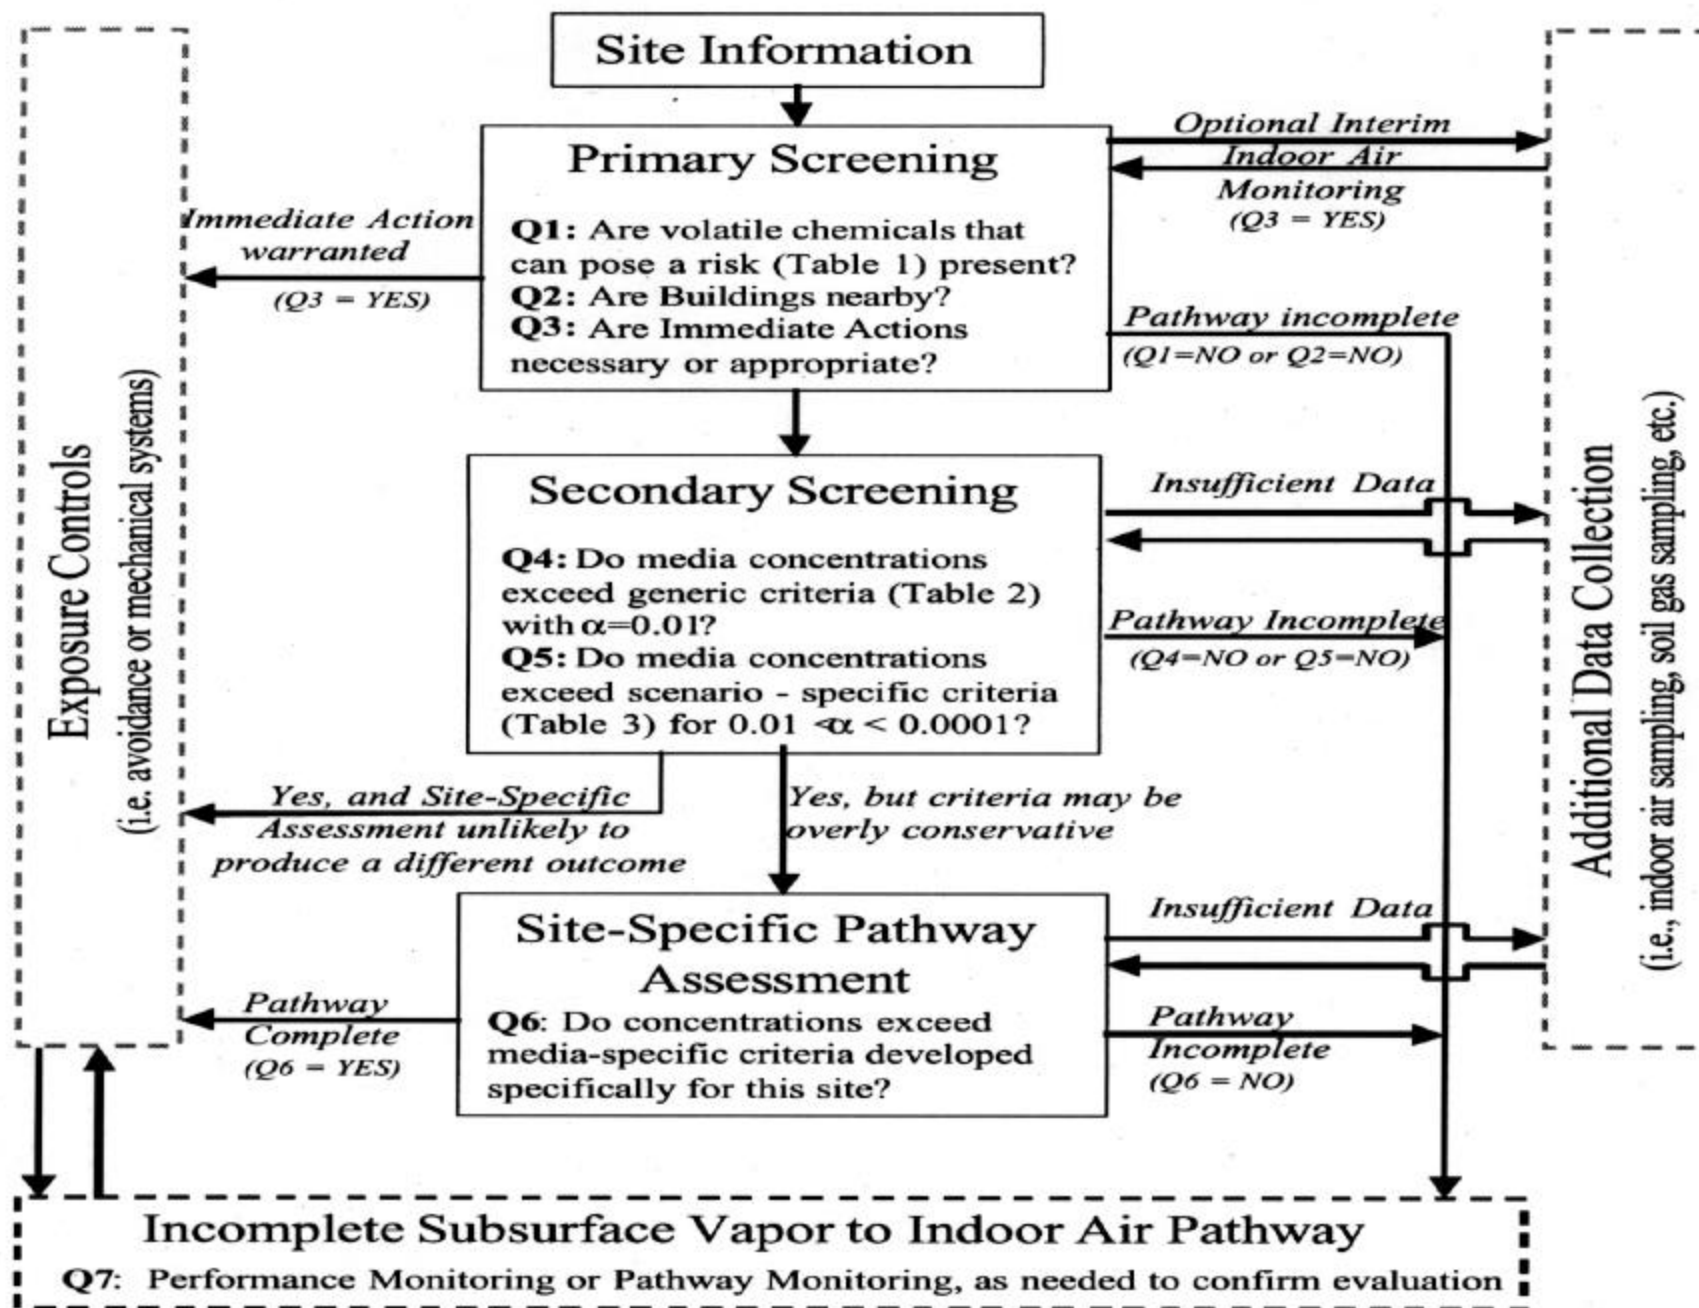 Site Information
Primary Screening
Q1: Are volatile chemicals that
can pose a risk (Table 1) present?
Q2: Are Buildings nearby?
Q3: Are Immediate Actions
necessary or appropriate?
Immediate Action
warranted
(Q3 = YES)
Optional Interim
Indoor Air
Monitoring
(Q3 = YES)
Pathway incomplete
(Q1=NO or Q2=NO)
Secondary Screening
Q4: Do media concentrations
exceed generic criteria (Table 2)
with α=0.01?
Q5: Do media concentrations
exceed scenario - specific criteria
(Table 3) for 0.01 <α < 0.0001?
Insufficient Data
Pathway Incomplete
(Q4=NO or Q5=NO)
Yes, and Site-Specific
Assessment unlikely to
produce a different outcome
Yes, but criteria may be
overly conservative
Site-Specific Pathway
Assessment
Q6: Do concentrations exceed
media-specific criteria developed
specifically for this site?
Insufficient Data
Pathway
Incomplete
(Q6 = NO)
Pathway
Complete
(Q6 = YES)
Exposure Controls
(i.e. avoidance or mechanical systems)
Additional Data Collection
(i.e., indoor air sampling, soil gas sampling, etc.)
Incomplete Subsurface Vapor to Indoor Air Pathway
Q7: Performance Monitoring or Pathway Monitoring, as needed to confirm evaluation